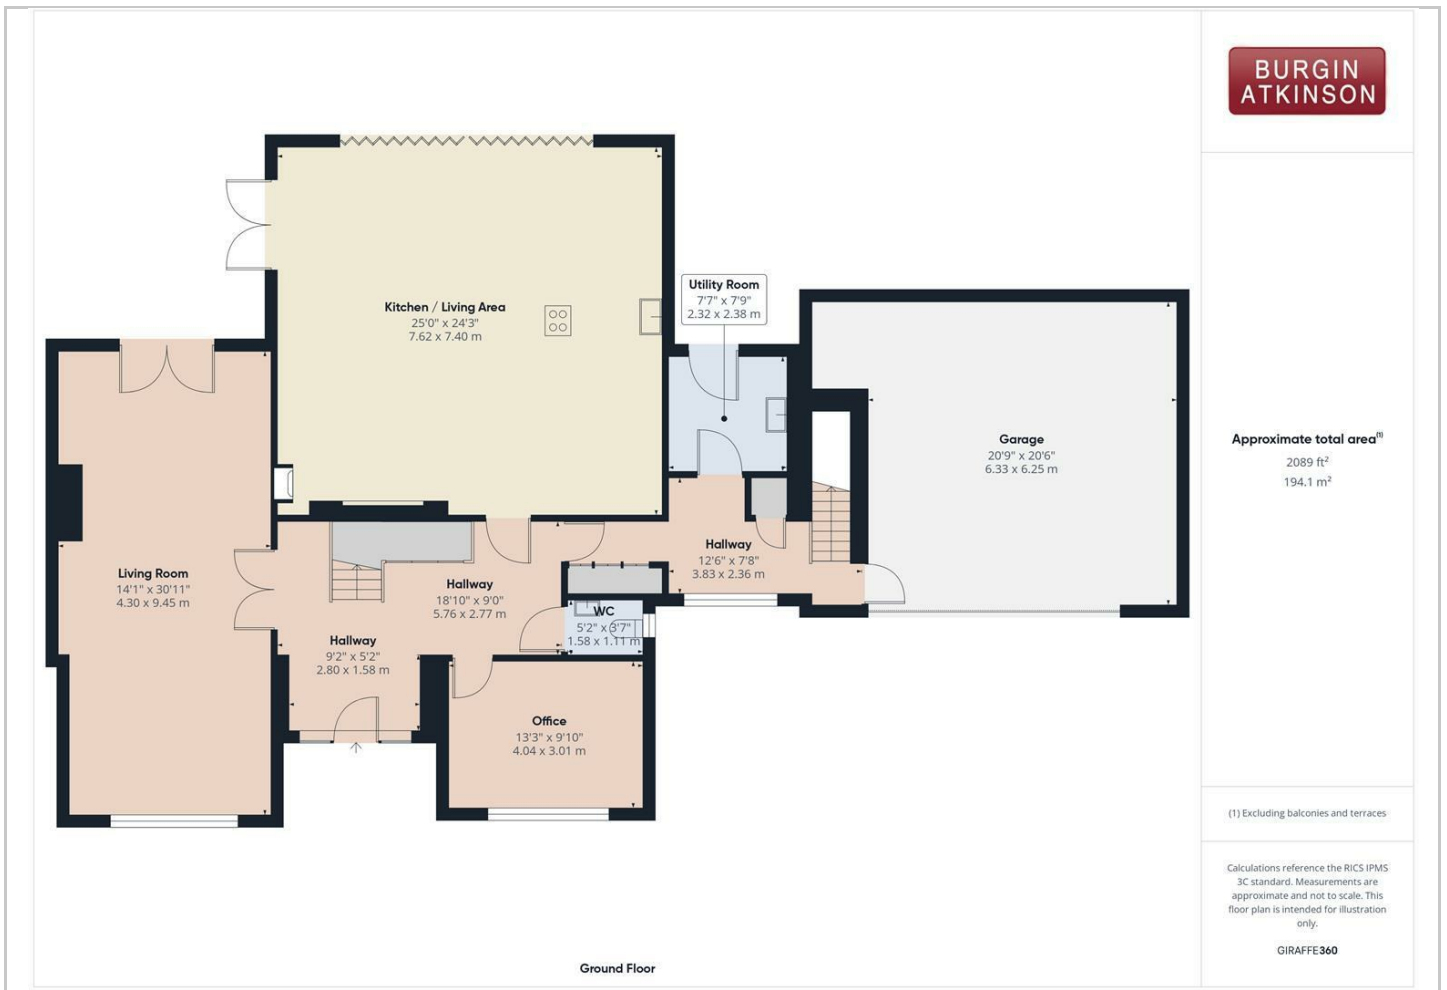 BURGIN
ATKINSON
Kitchen / Living Area
25'0" x 24'3"
7.62 x 7.40 m
Utility Room
7'7" x 7'9"
2.32 x 2.38 m
Garage
20'9" x 20'6"
6.33 x 6.25 m
Living Room
14'1" x 30'11"
4.30 x 9.45 m
Hallway
18'10" x 9'0"
5.76 x 2.77 m
Hallway
12'6" x 7'8"
3.83 x 2.36 m
WC
5'2" x 3'7"
1.58 x 1.11 m
Hallway
9'2" x 5'2"
2.80 x 1.58 m
Office
13'3" x 9'10"
4.04 x 3.01 m
Ground Floor
Approximate total area(1)
2089 ft²
194.1 m²
(1) Excluding balconies and terraces
Calculations reference the RICS IPMS
3C standard. Measurements are
approximate and not to scale. This
floor plan is intended for illustration
only.
GIRAFFE360